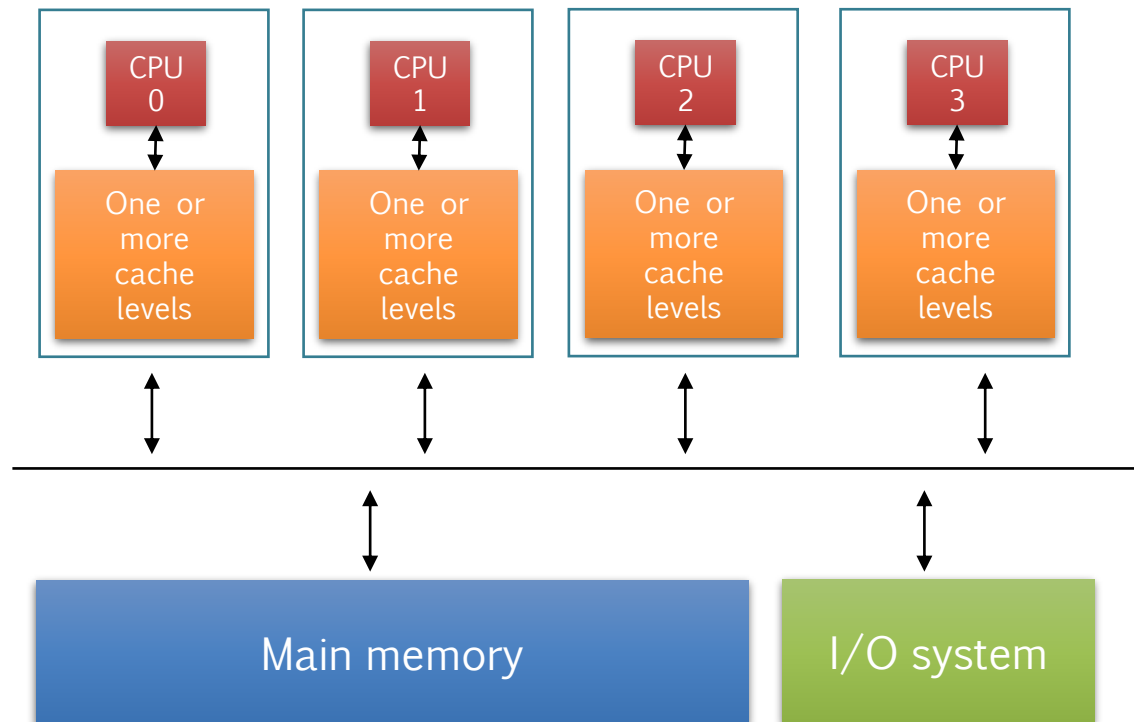 CPU
0
CPU
1
CPU
2
CPU
3
One or
more
cache
levels
One or
more
cache
levels
One or
more
cache
levels
One or
more
cache
levels
Main memory
I/O system